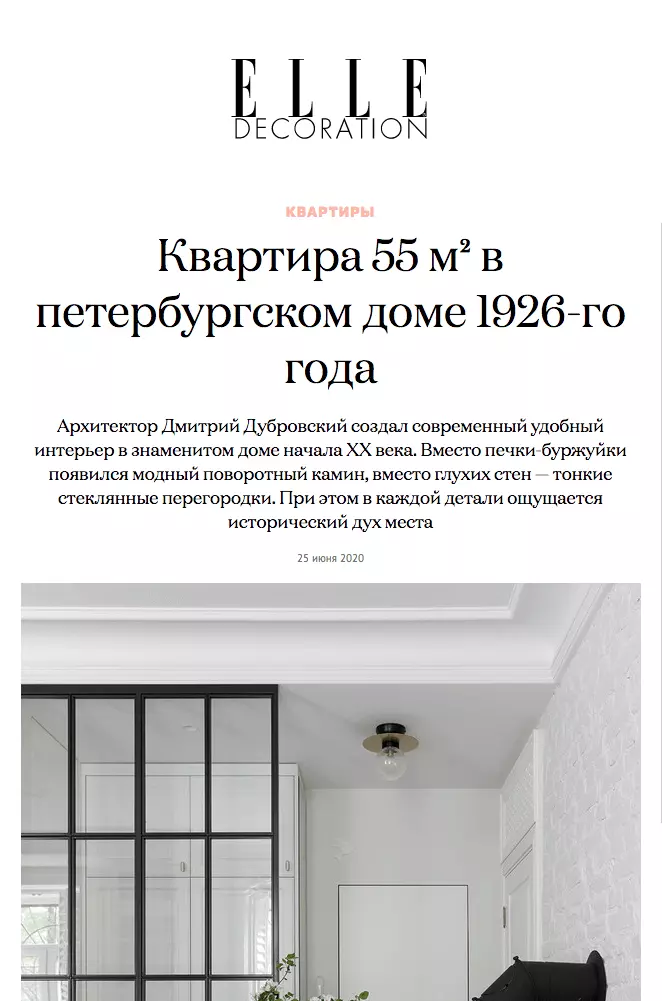 ELLE
DECORATION
КВАРТИРЫ
Квартира 55 м² в
петербургском доме 1926-го
года
Архитектор Дмитрий Дубровский создал современный удобный
интерьер в знаменитом доме начала XX века. Вместо печки-буржуйки
появился модный поворотный камин, вместо глухих стен — тонкие
стеклянные перегородки. При этом в каждой детали ощущается
исторический дух места
25 июня 2020